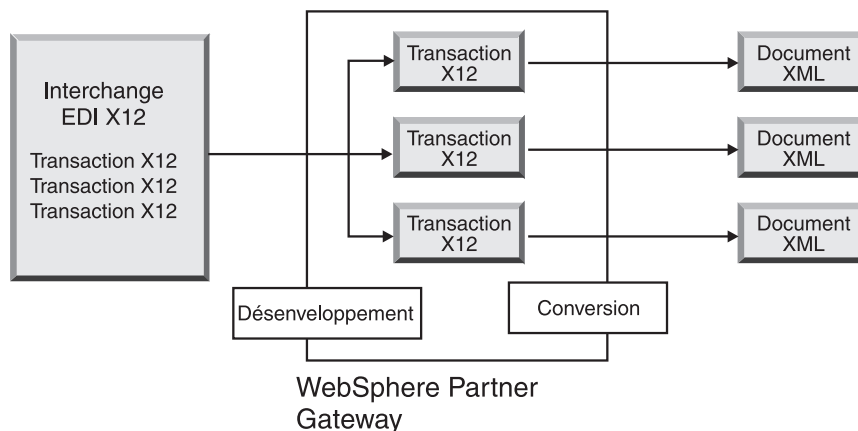 Interchange
EDI X12
Transaction X12
Transaction X12
Transaction X12
Transaction
X12
Document
XML
Transaction
X12
Document
XML
Transaction
X12
Document
XML
Désenveloppement
Conversion
WebSphere Partner
Gateway